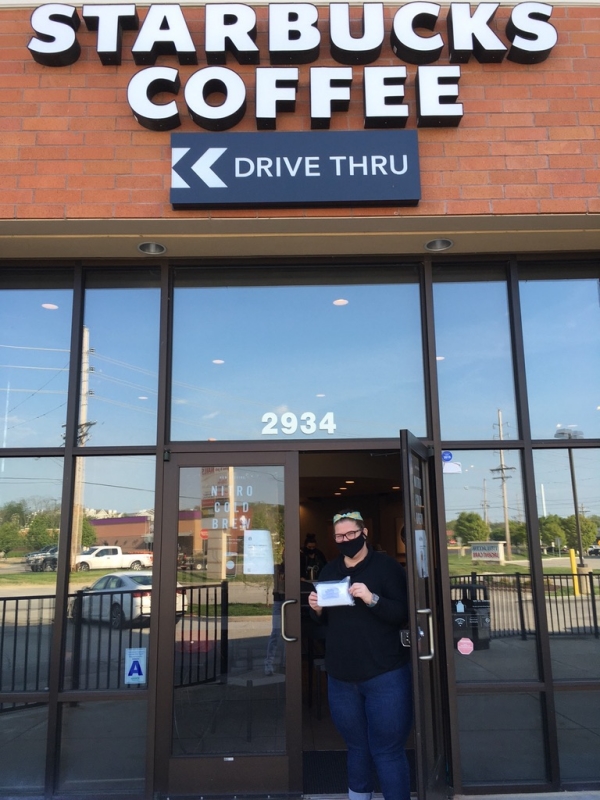 STARBUCKS
COFFEE
DRIVE THRU
2934
NITRO
COLD
BREW
A